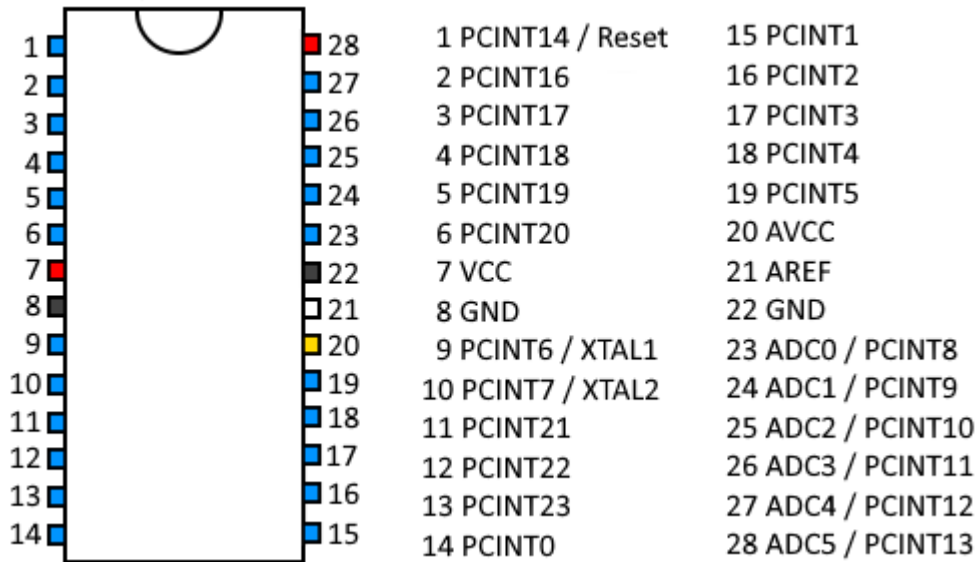 1
2
3
4
5
6
7
8
9
10
11
12
13
14
28
27
26
25
24
23
22
21
20
19
18
17
16
15
1 PCINT14 / Reset
2 PCINT16
3 PCINT17
4 PCINT18
5 PCINT19
6 PCINT20
7 VCC
8 GND
9 PCINT6 / XTAL1
10 PCINT7 / XTAL2
11 PCINT21
12 PCINT22
13 PCINT23
14 PCINT0
15 PCINT1
16 PCINT2
17 PCINT3
18 PCINT4
19 PCINT5
20 AVCC
21 AREF
22 GND
23 ADC0 / PCINT8
24 ADC1 / PCINT9
25 ADC2 / PCINT10
26 ADC3 / PCINT11
27 ADC4 / PCINT12
28 ADC5 / PCINT13